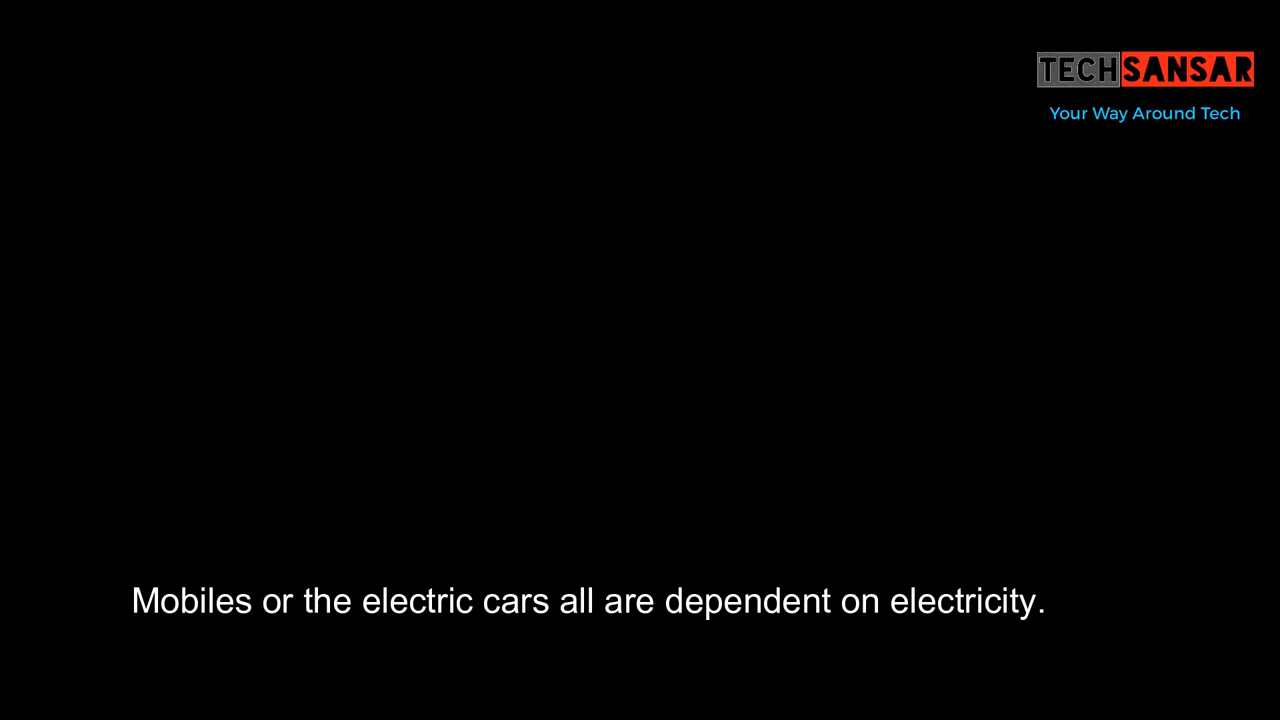 TECHSANSAR
Your Way Around Tech
Mobiles or the electric cars all are dependent on electricity.